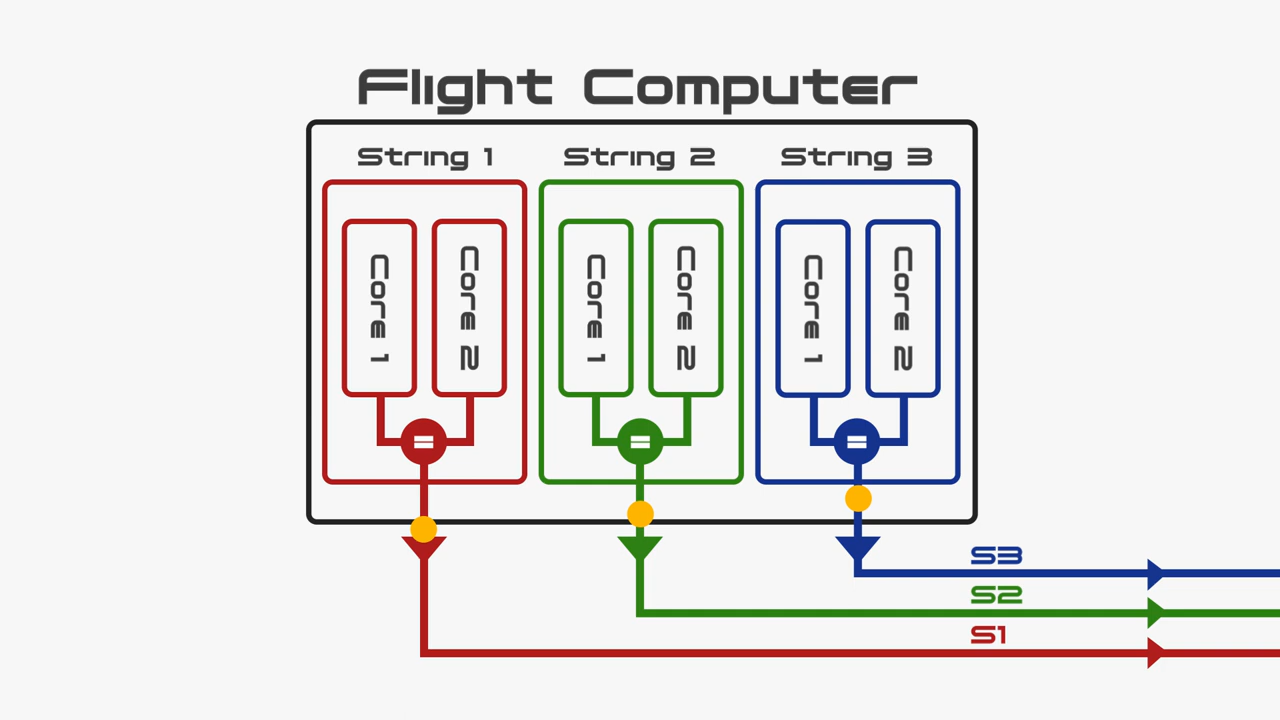 Flight Computer
String 1
String 2
String 3
Core 1
Core 2
Core 1
Core 2
Core 1
Core 2
=
=
=
S3
S2
S1